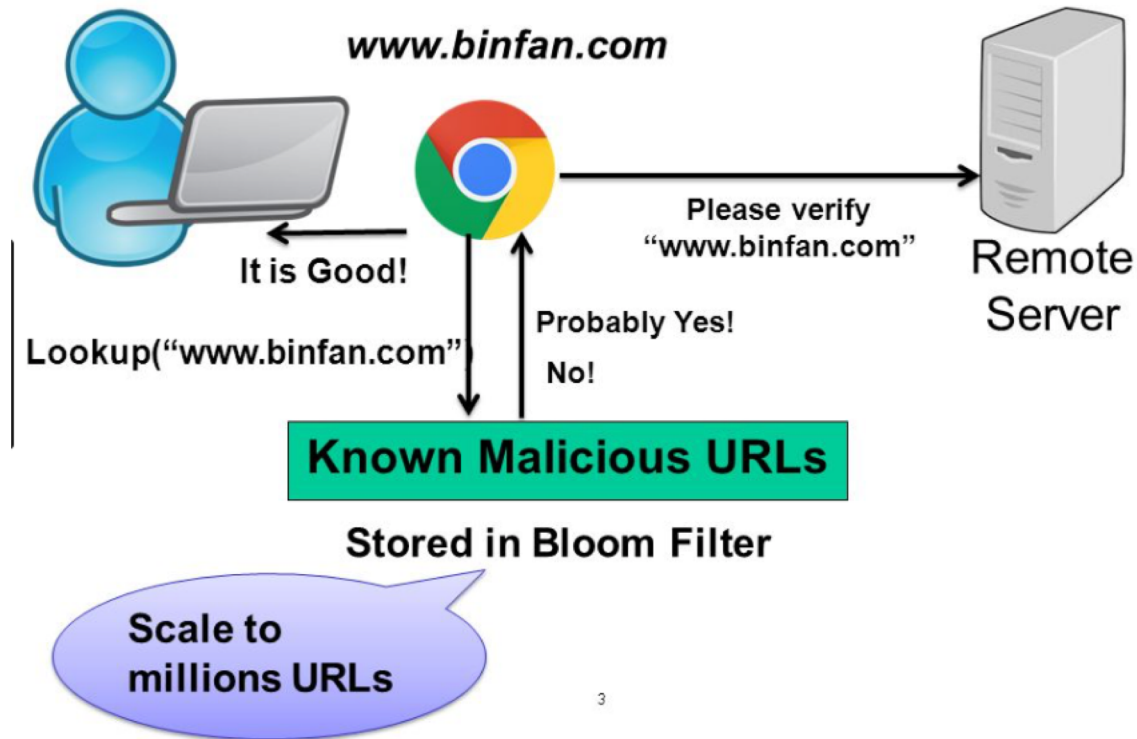 www.binfan.com
Please verify
“www.binfan.com”
Remote
Server
It is Good!
Lookup(“www.binfan.com”)
Probably Yes!
No!
Known Malicious URLs
Stored in Bloom Filter
Scale to
millions URLs
3